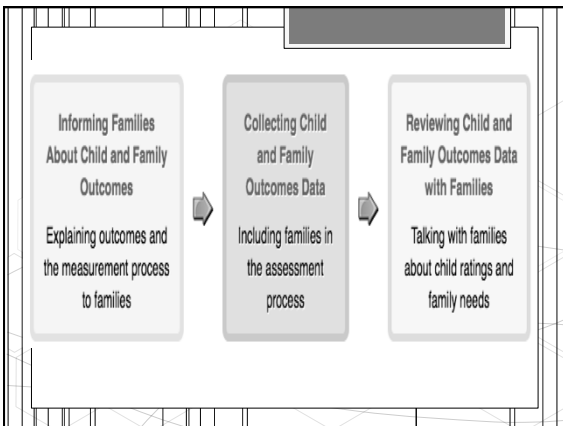 Informing Families
About Child and Family
Outcomes
Explaining outcomes and
the measurement process
to families
Collecting Child
and Family
Outcomes Data
Including families in
the assessment
process
Reviewing Child and
Family Outcomes Data
with Families
Talking with families
about child ratings and
family needs